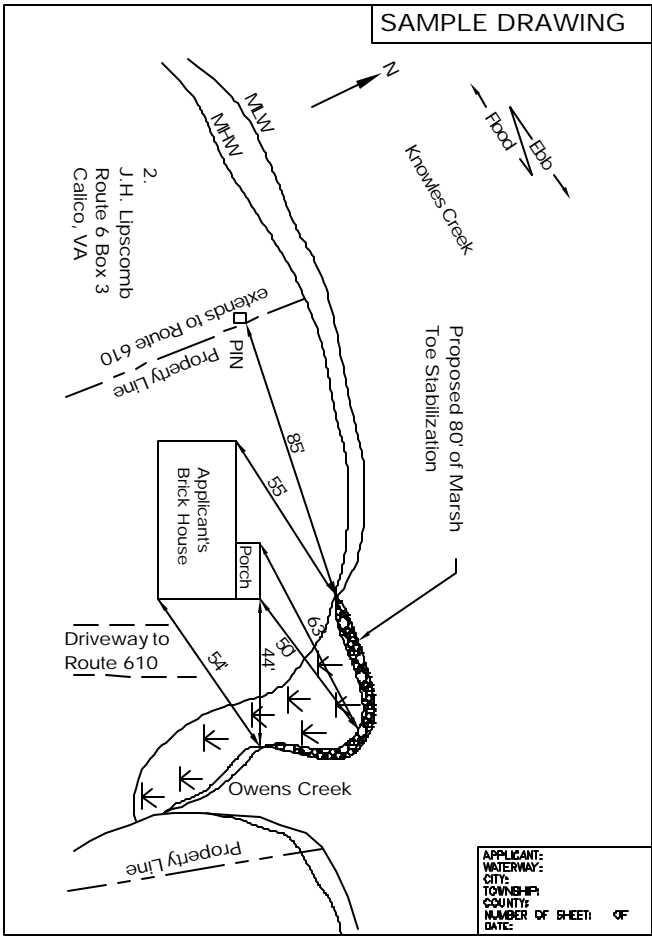 SAMPLE DRAWING
N
MLW
MHW
Flood
Ebb
Knowles Creek
2.
J.H. Lipscomb
Route 6 Box 3
Calico, VA
extends to Route 610
Property Line
PIN
Proposed 80' of Marsh
Toe Stabilization
85'
55'
Applicant's
Brick House
Porch
63'
50'
44'
54'
Driveway to
Route 610
Owens Creek
Property Line
APPLICANT:
WATERWAY:
CITY:
TOWNSHIP:
COUNTY:
NUMBER OF SHEET: OF
DATE: